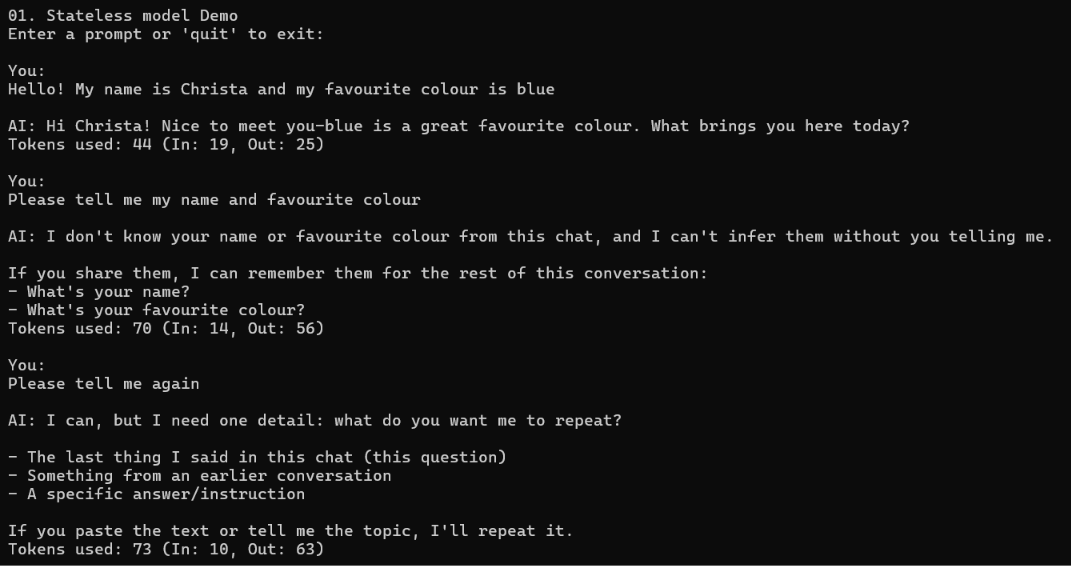 01. Stateless model Demo
Enter a prompt or 'quit' to exit:
You:
Hello! My name is Christa and my favourite colour is blue
AI: Hi Christa! Nice to meet you—blue is a great favourite colour. What brings you here today?
Tokens used: 44 (In: 19, Out: 25)
You:
Please tell me my name and favourite colour
AI: I don't know your name or favourite colour from this chat, and I can't infer them without you telling me.
If you share them, I can remember them for the rest of this conversation:
- What's your name?
- What's your favourite colour?
Tokens used: 70 (In: 14, Out: 56)
You:
Please tell me again
AI: I can, but I need one detail: what do you want me to repeat?
- The last thing I said in this chat (this question)
- Something from an earlier conversation
- A specific answer/instruction
If you paste the text or tell me the topic, I'll repeat it.
Tokens used: 73 (In: 10, Out: 63)